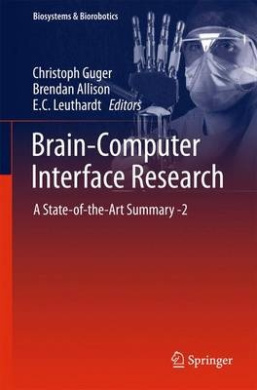 Biosystems & Biorobotics
Christoph Guger
Brendan Allison
E.C. Leuthardt Editors
Brain-Computer
Interface Research
A State-of-the-Art Summary -2
Springer